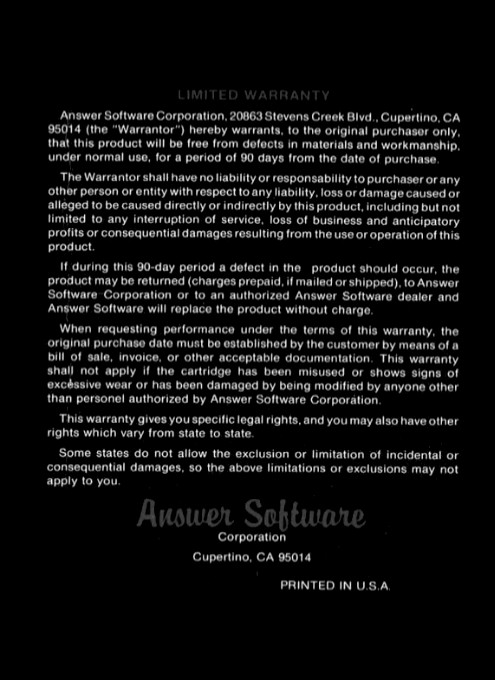 LIMITED WARRANTY
Answer Software Corporation, 20863 Stevens Creek Blvd., Cupertino, CA
95014 (the "Warrantor") hereby warrants, to the original purchaser only,
that this product will be free from defects in materials and workmanship,
under normal use, for a period of 90 days from the date of purchase.
The Warrantor shall have no liability or responsability to purchaser or any
other person or entity with respect to any liability, loss or damage caused or
alleged to be caused directly or indirectly by this product, including but not
limited to any interruption of service, loss of business and anticipatory
profits or consequential damages resulting from the use or operation of this
product.
If during this 90-day period a defect in the product should occur, the
product may be returned (charges prepaid, if mailed or shipped), to Answer
Software Corporation or to an authorized Answer Software dealer and
Answer Software will replace the product without charge.
When requesting performance under the terms of this warranty, the
original purchase date must be established by the customer by means of a
bill of sale, invoice, or other acceptable documentation. This warranty
shall not apply if the cartridge has been misused or shows signs of
excessive wear or has been damaged by being modified by anyone other
than personel authorized by Answer Software Corporation.
This warranty gives you specific legal rights, and you may also have other
rights which vary from state to state.
Some states do not allow the exclusion or limitation of incidental or
consequential damages, so the above limitations or exclusions may not
apply to you.
Answer Software
Corporation
Cupertino, CA 95014
PRINTED IN U.S.A.